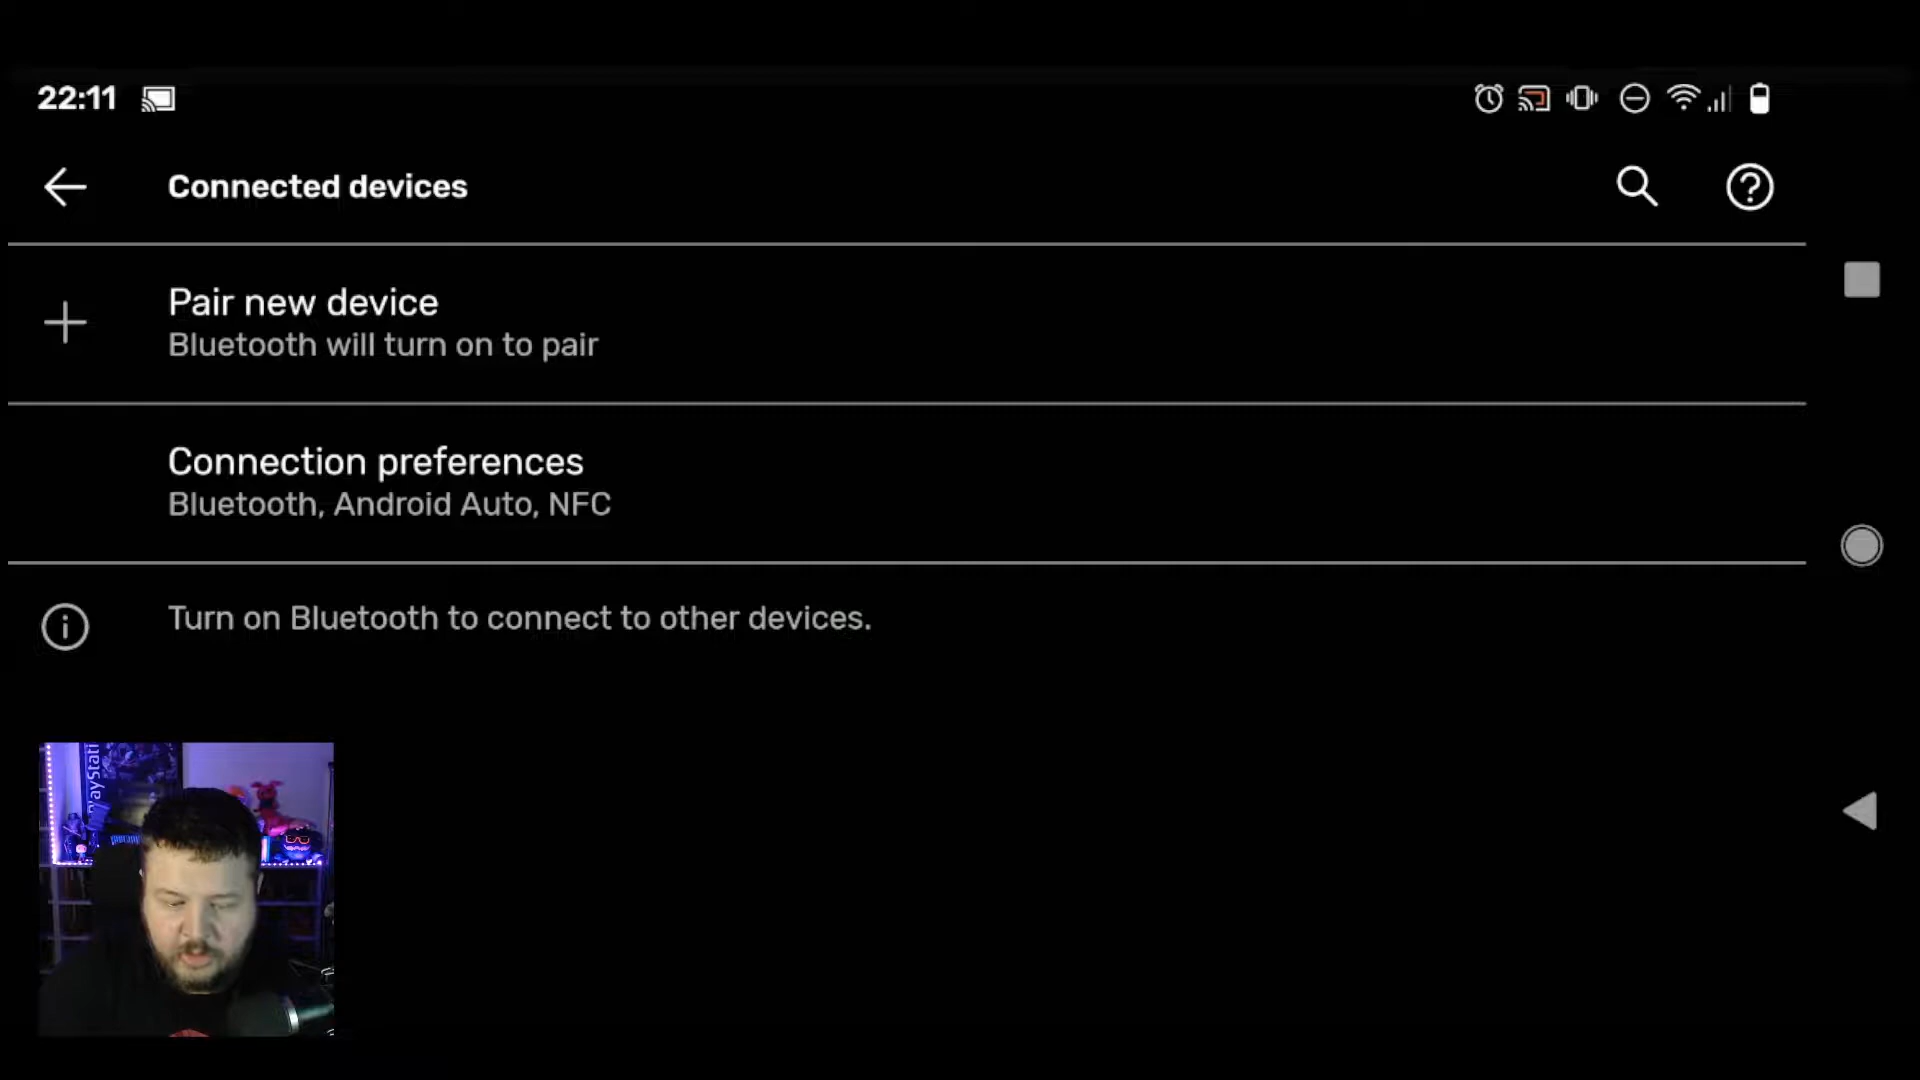 22:11
Connected devices
Pair new device
Bluetooth will turn on to pair
Connection preferences
Bluetooth, Android Auto, NFC
Turn on Bluetooth to connect to other devices.